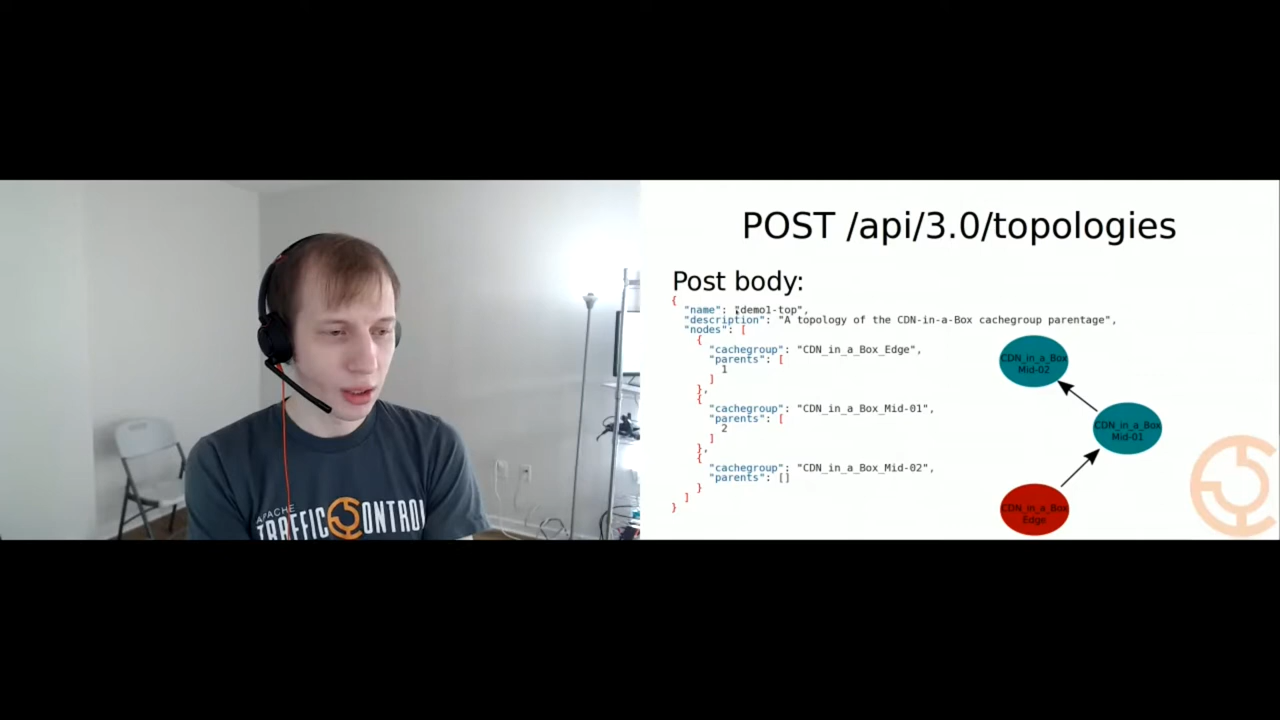 APACHE
TRAFFIC CONTROL
POST /api/3.0/topologies
Post body:
{
"name": "demo1-top",
"description": "A topology of the CDN-in-a-Box cachegroup parentage",
"nodes": [
{
"cachegroup": "CDN_in_a_Box_Edge",
"parents": [
1
]
},
{
"cachegroup": "CDN_in_a_Box_Mid-01",
"parents": [
2
]
},
{
"cachegroup": "CDN_in_a_Box_Mid-02",
"parents": []
}
]
}
CDN_in_a_Box
Mid-02
CDN_in_a_Box
Mid-01
CDN_in_a_Box
Edge